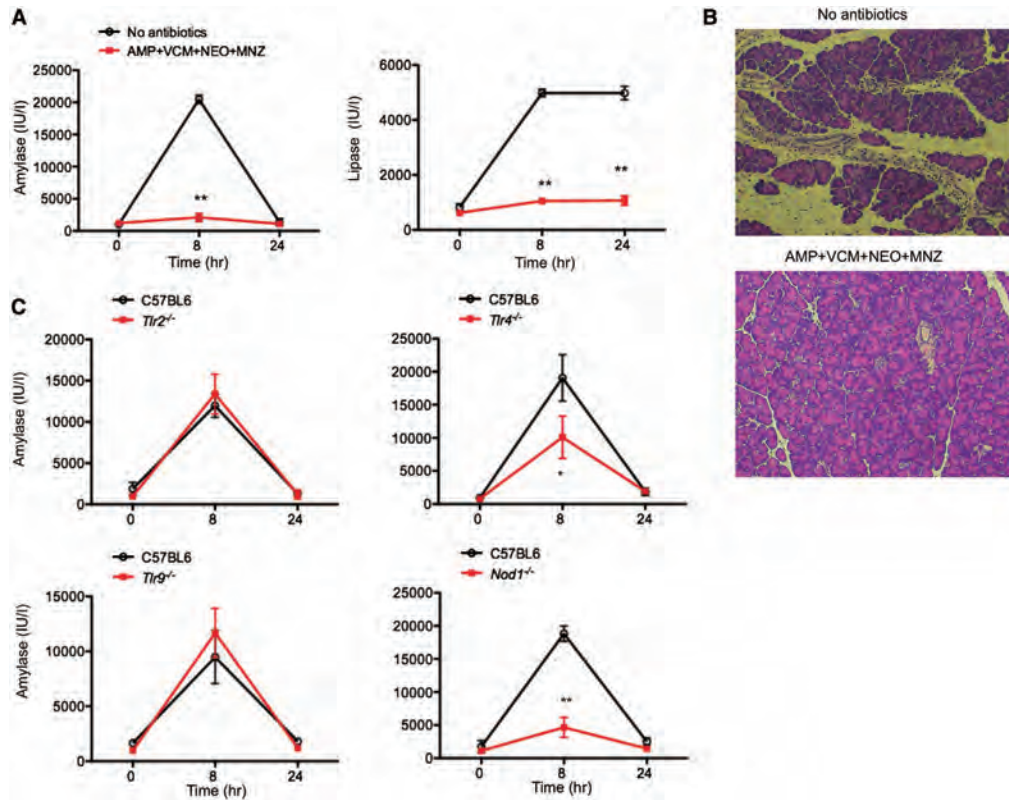 A
No antibiotics
AMP+VCM+NEO+MNZ
Amylase (IU/l)
25000
20000
15000
10000
5000
0
**
0
8
24
Time (hr)
Lipase (IU/l)
6000
4000
2000
0
**
**
0
8
24
Time (hr)
B
No antibiotics
AMP+VCM+NEO+MNZ
C
C57BL6
Tlr2-/-
Amylase (IU/l)
20000
15000
10000
5000
0
0
8
24
C57BL6
Tlr4-/-
25000
20000
15000
10000
5000
0
*
0
8
24
C57BL6
Tlr9-/-
Amylase (IU/l)
15000
10000
5000
0
0
8
24
Time (hr)
C57BL6
Nod1-/-
25000
20000
15000
10000
5000
0
**
0
8
24
Time (hr)